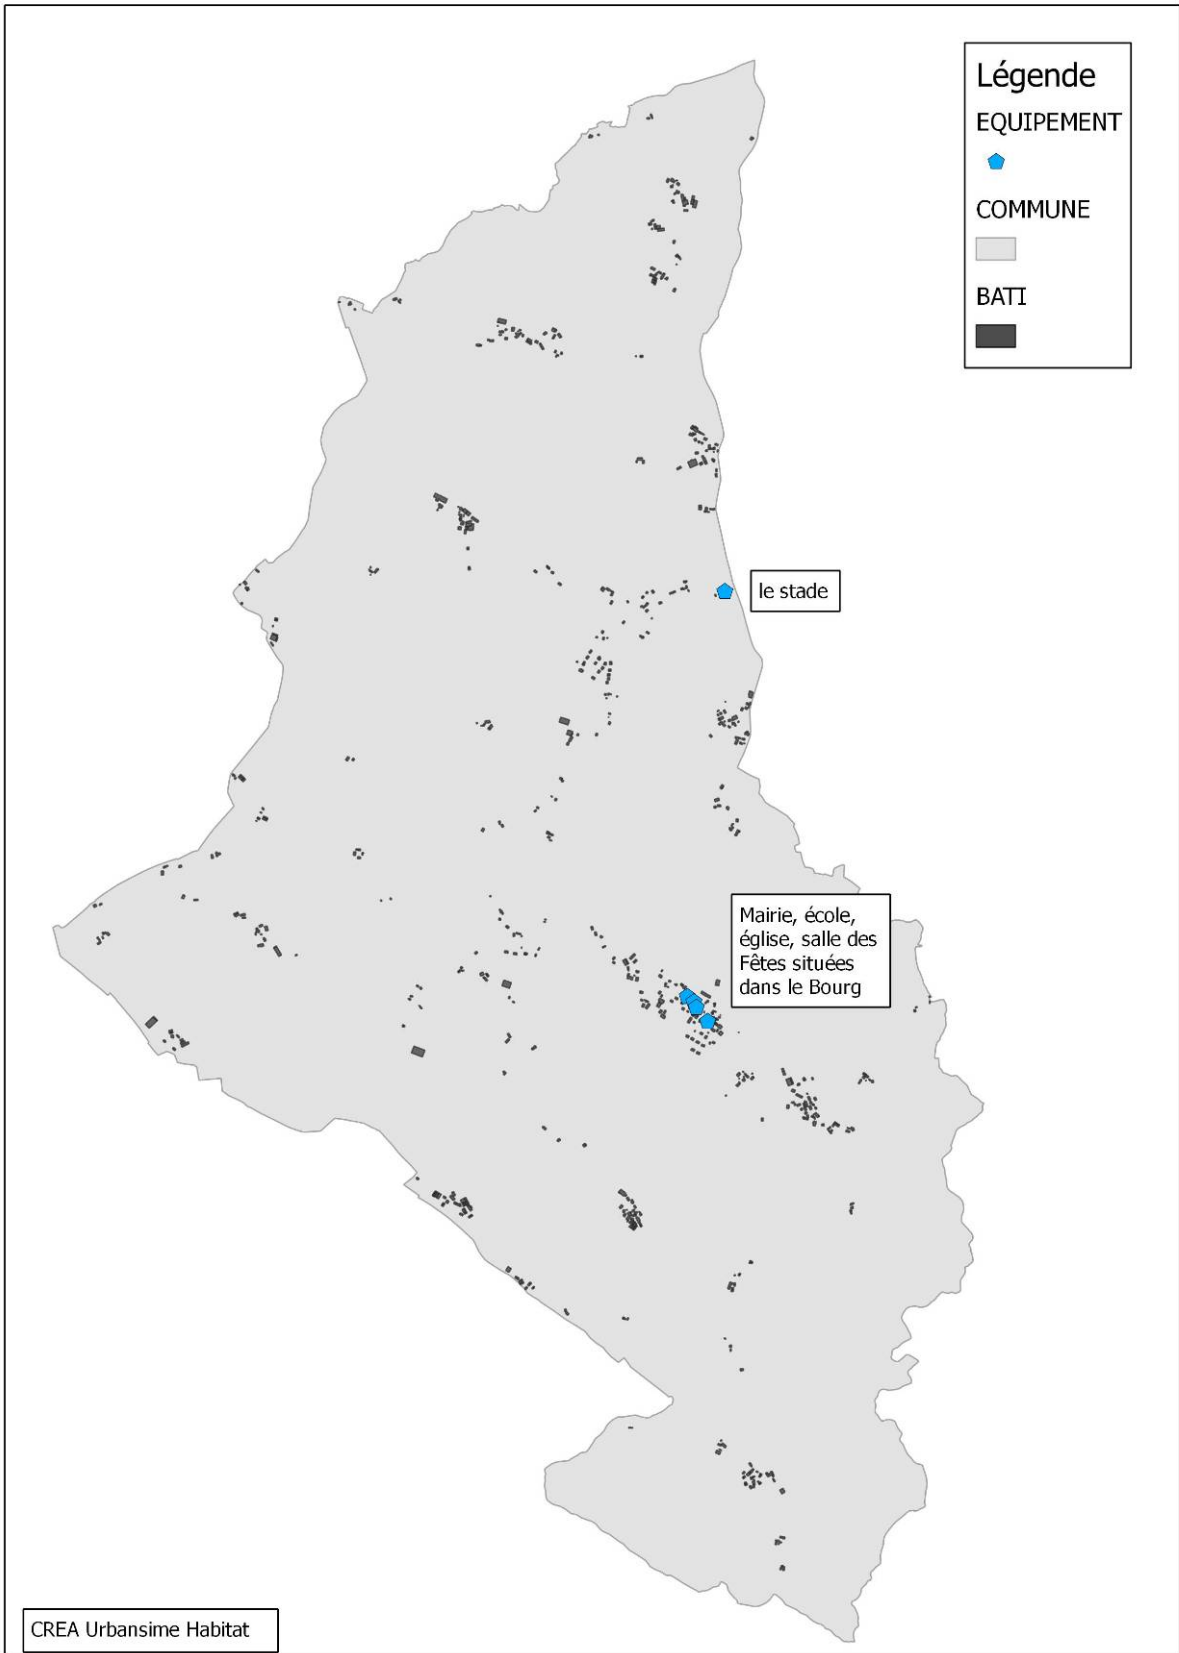 Légende
EQUIPEMENT
COMMUNE
BATI
le stade
Mairie, école,
église, salle des
Fêtes situées
dans le Bourg
CREA Urbansime Habitat